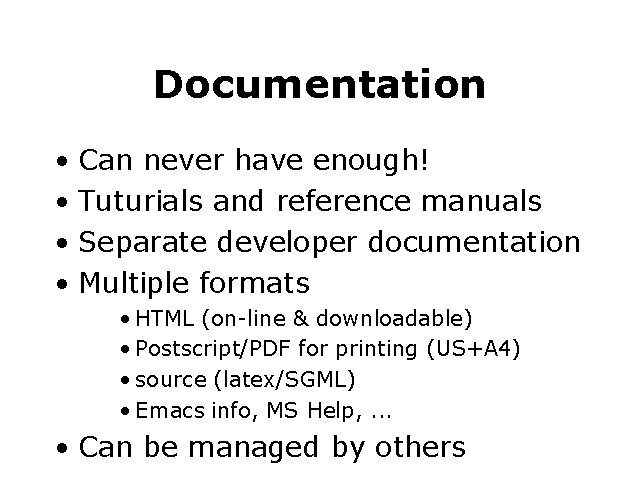 Documentation
• Can never have enough!
• Tuturials and reference manuals
• Separate developer documentation
• Multiple formats
• HTML (on-line & downloadable)
• Postscript/PDF for printing (US+A4)
• source (latex/SGML)
• Emacs info, MS Help, ...
• Can be managed by others